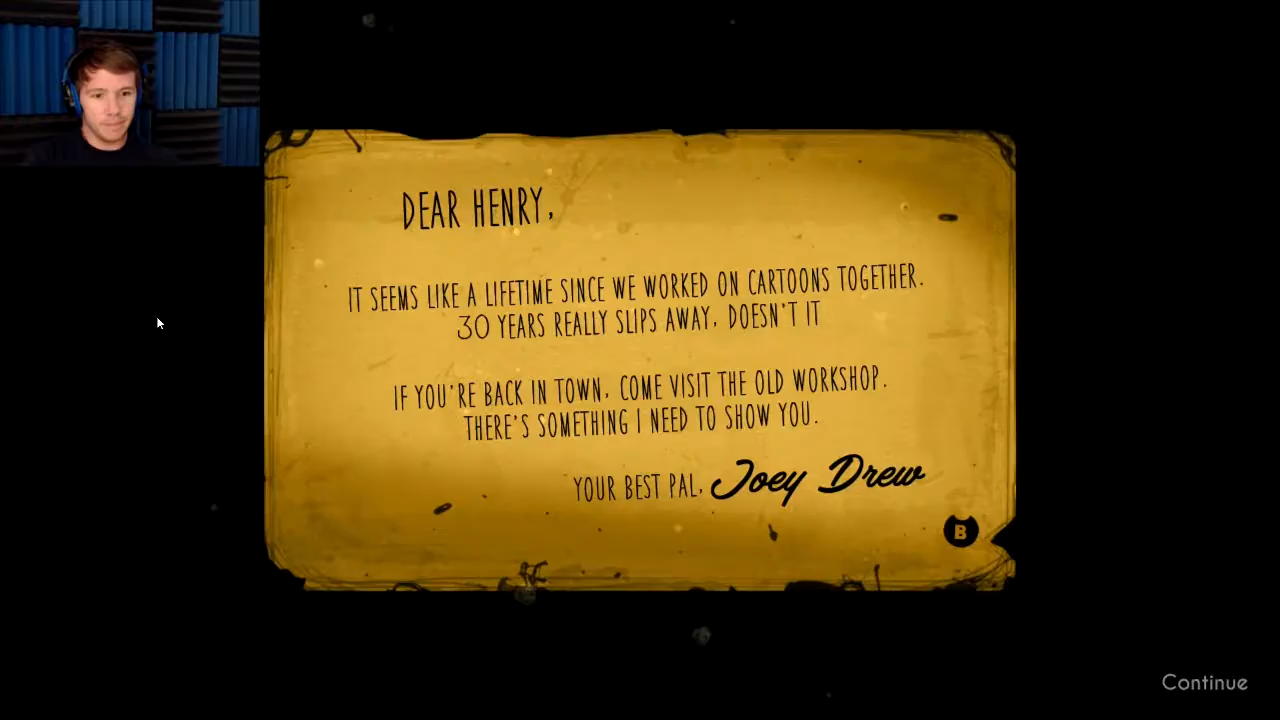 DEAR HENRY,
IT SEEMS LIKE A LIFETIME SINCE WE WORKED ON CARTOONS TOGETHER.
30 YEARS REALLY SLIPS AWAY, DOESN'T IT
IF YOU'RE BACK IN TOWN, COME VISIT THE OLD WORKSHOP.
THERE'S SOMETHING I NEED TO SHOW YOU.
YOUR BEST PAL, Joey Drew
B
Continue